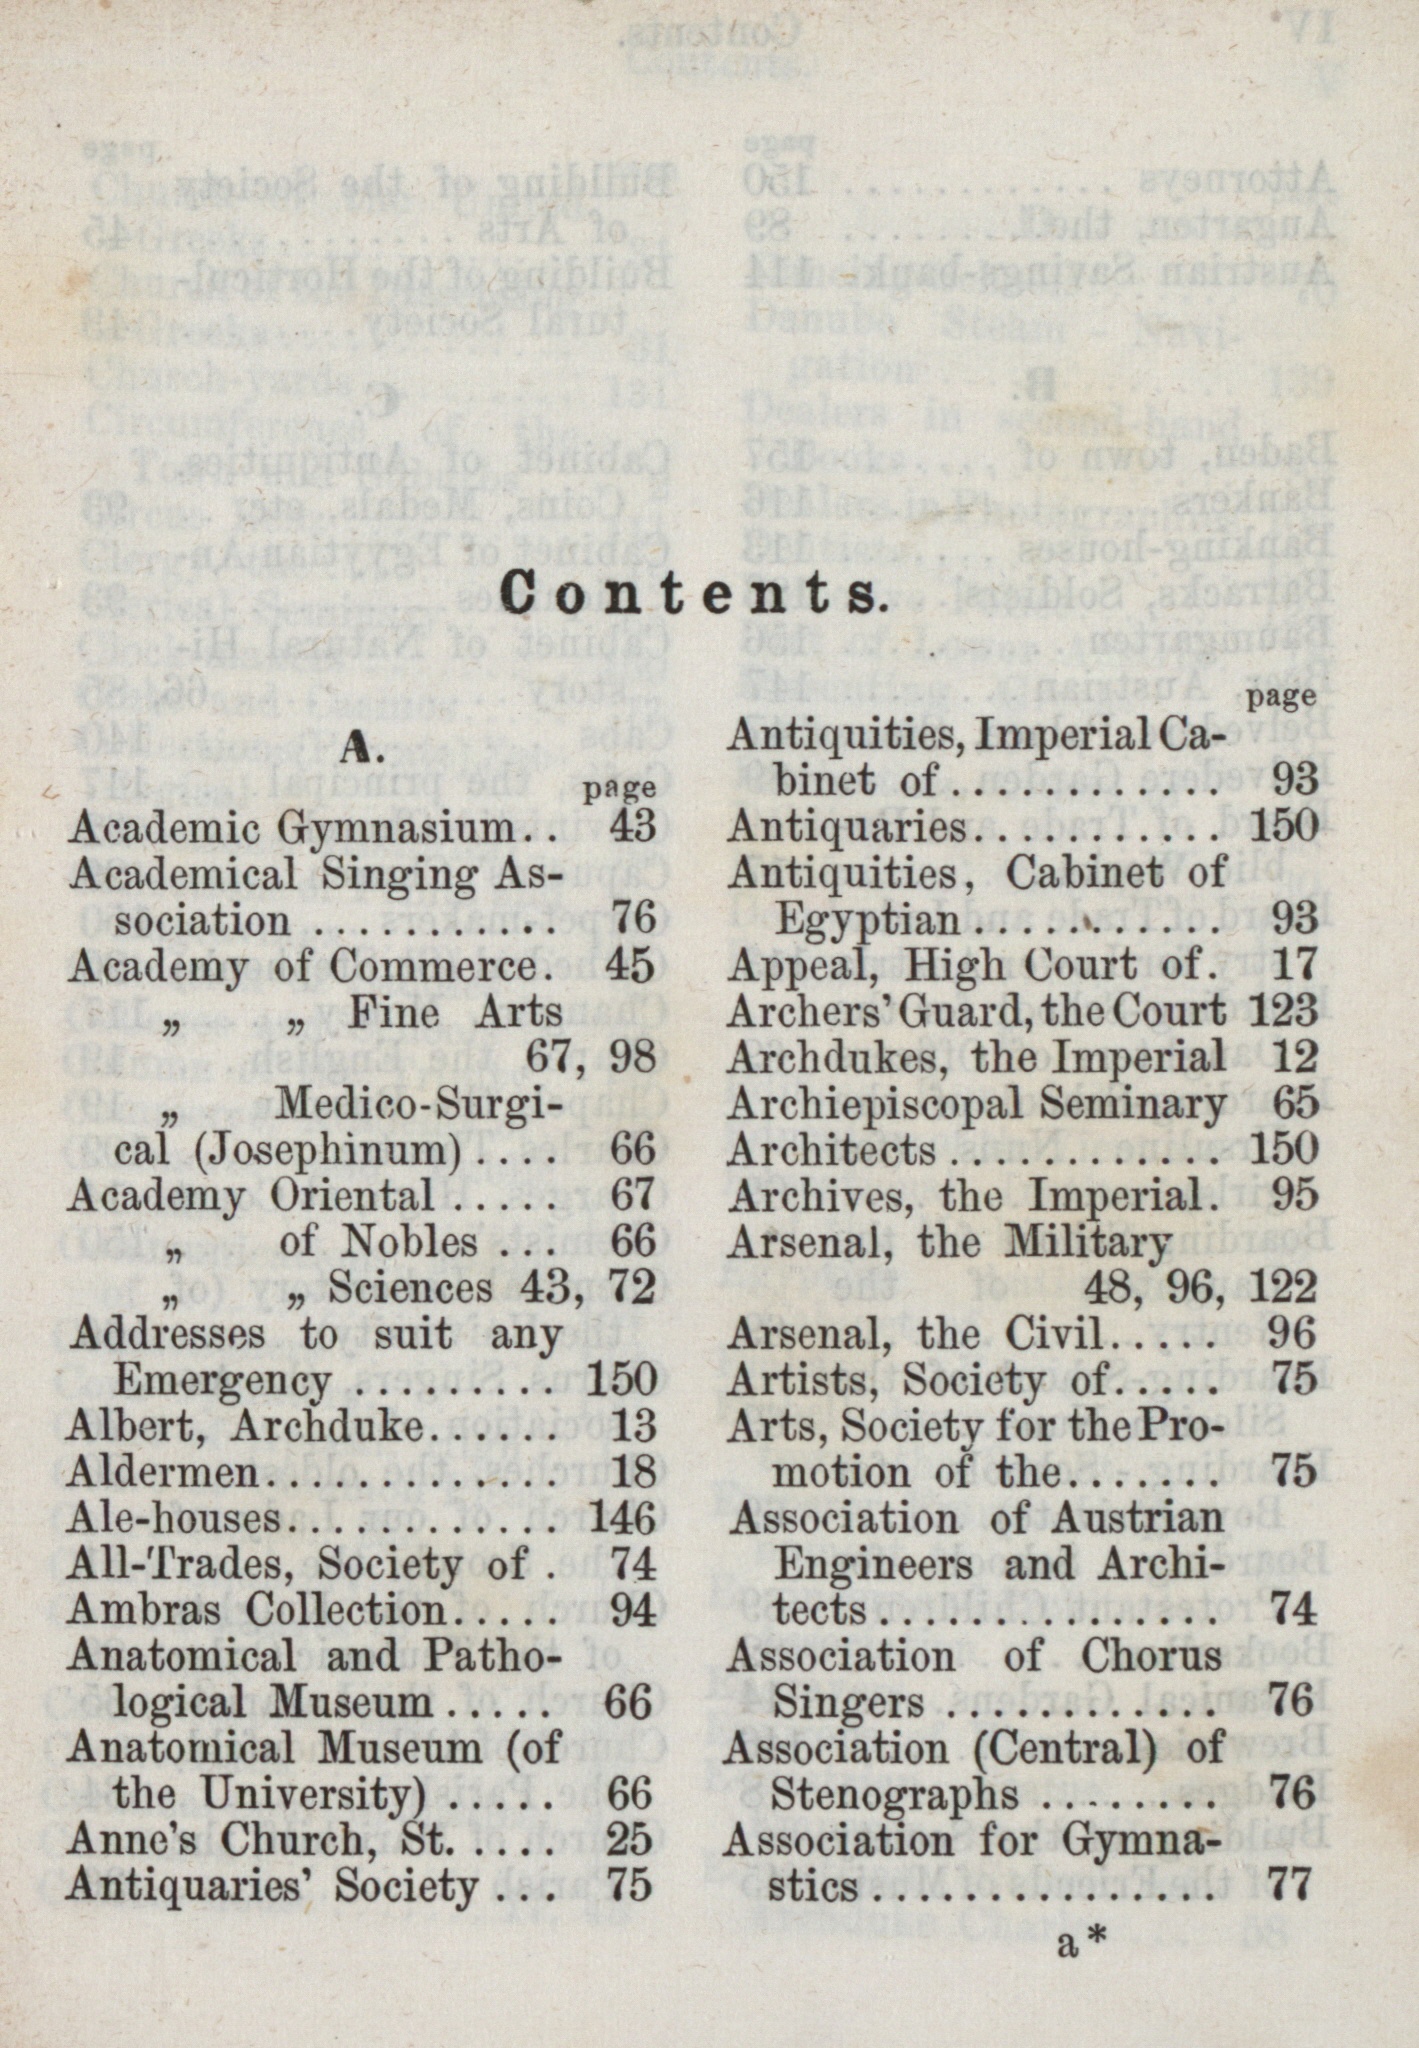 Contents.
A.
page
Academic Gymnasium.. 43
Academical Singing As-
sociation ........... 76
Academy of Commerce. 45
„ „ Fine Arts
67, 98
„ Medico-Surgi-
cal (Josephinum).... 66
Academy Oriental ..... 67
„ of Nobles ... 66
„ „ Sciences 43, 72
Addresses to suit any
Emergency ......... 150
Albert, Archduke...... 13
Aldermen............. 18
Ale-houses............ 146
All-Trades, Society of . 74
Ambras Collection..... 94
Anatomical and Patho-
logical Museum ..... 66
Anatomical Museum (of
the University) ..... 66
Anne's Church, St. .... 25
Antiquaries' Society ... 75
page
Antiquities, Imperial Ca-
binet of............ 93
Antiquaries........... 150
Antiquities, Cabinet of
Egyptian........... 93
Appeal, High Court of. 17
Archers' Guard, the Court 123
Archdukes, the Imperial 12
Archiepiscopal Seminary 65
Architects ............ 150
Archives, the Imperial. 95
Arsenal, the Military
48, 96, 122
Arsenal, the Civil..... 96
Artists, Society of..... 75
Arts, Society for the Pro-
motion of the....... 75
Association of Austrian
Engineers and Archi-
tects............... 74
Association of Chorus
Singers ............ 76
Association (Central) of
Stenographs ........ 76
Association for Gymna-
stics............... 77
a*